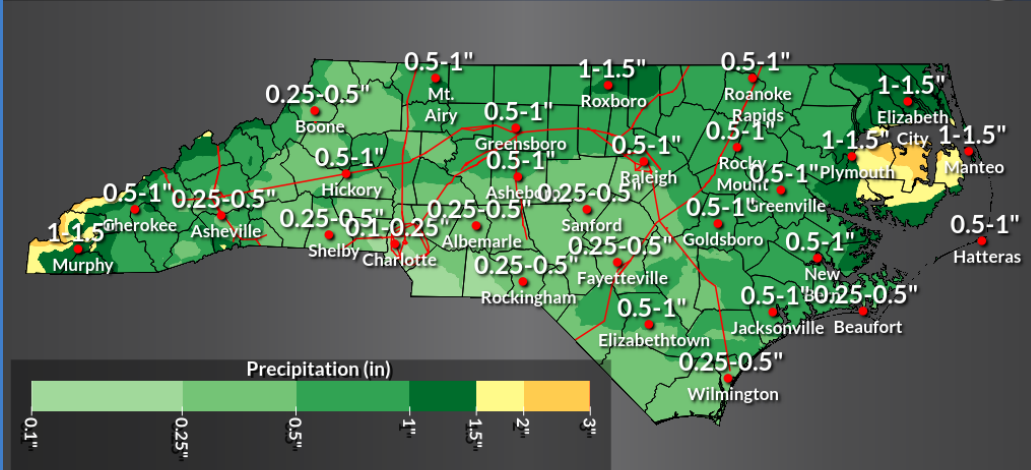 0.5-1"
Mt.
Airy
1-1.5"
Roxboro
0.5-1"
Roanoke
Rapids
1-1.5"
Elizabeth
City
0.25-0.5"
Boone
0.5-1"
Greensboro
0.5-1"
Hickory
0.5-1"
Asheboro
0.5-1"
Raleigh
0.5-1"
Rocky
Mount
1-1.5"
Plymouth
1-1.5"
Manteo
0.5-1"
Cherokee
0.25-0.5"
Asheville
0.25-0.5"
Shelby
0.1-0.25"
Charlotte
0.25-0.5"
Albemarle
0.25-0.5"
Sanford
0.5-1"
Greenville
0.5-1"
Goldsboro
0.5-1"
Hatteras
1-1.5"
Murphy
0.25-0.5"
Rockingham
0.25-0.5"
Fayetteville
0.5-1"
New
Bern
0.5-1"
Elizabethtown
0.5-1"
Jacksonville
0.25-0.5"
Beaufort
0.25-0.5"
Wilmington
Precipitation (in)
0.1"
0.25"
0.5"
1"
1.5"
2"
3"